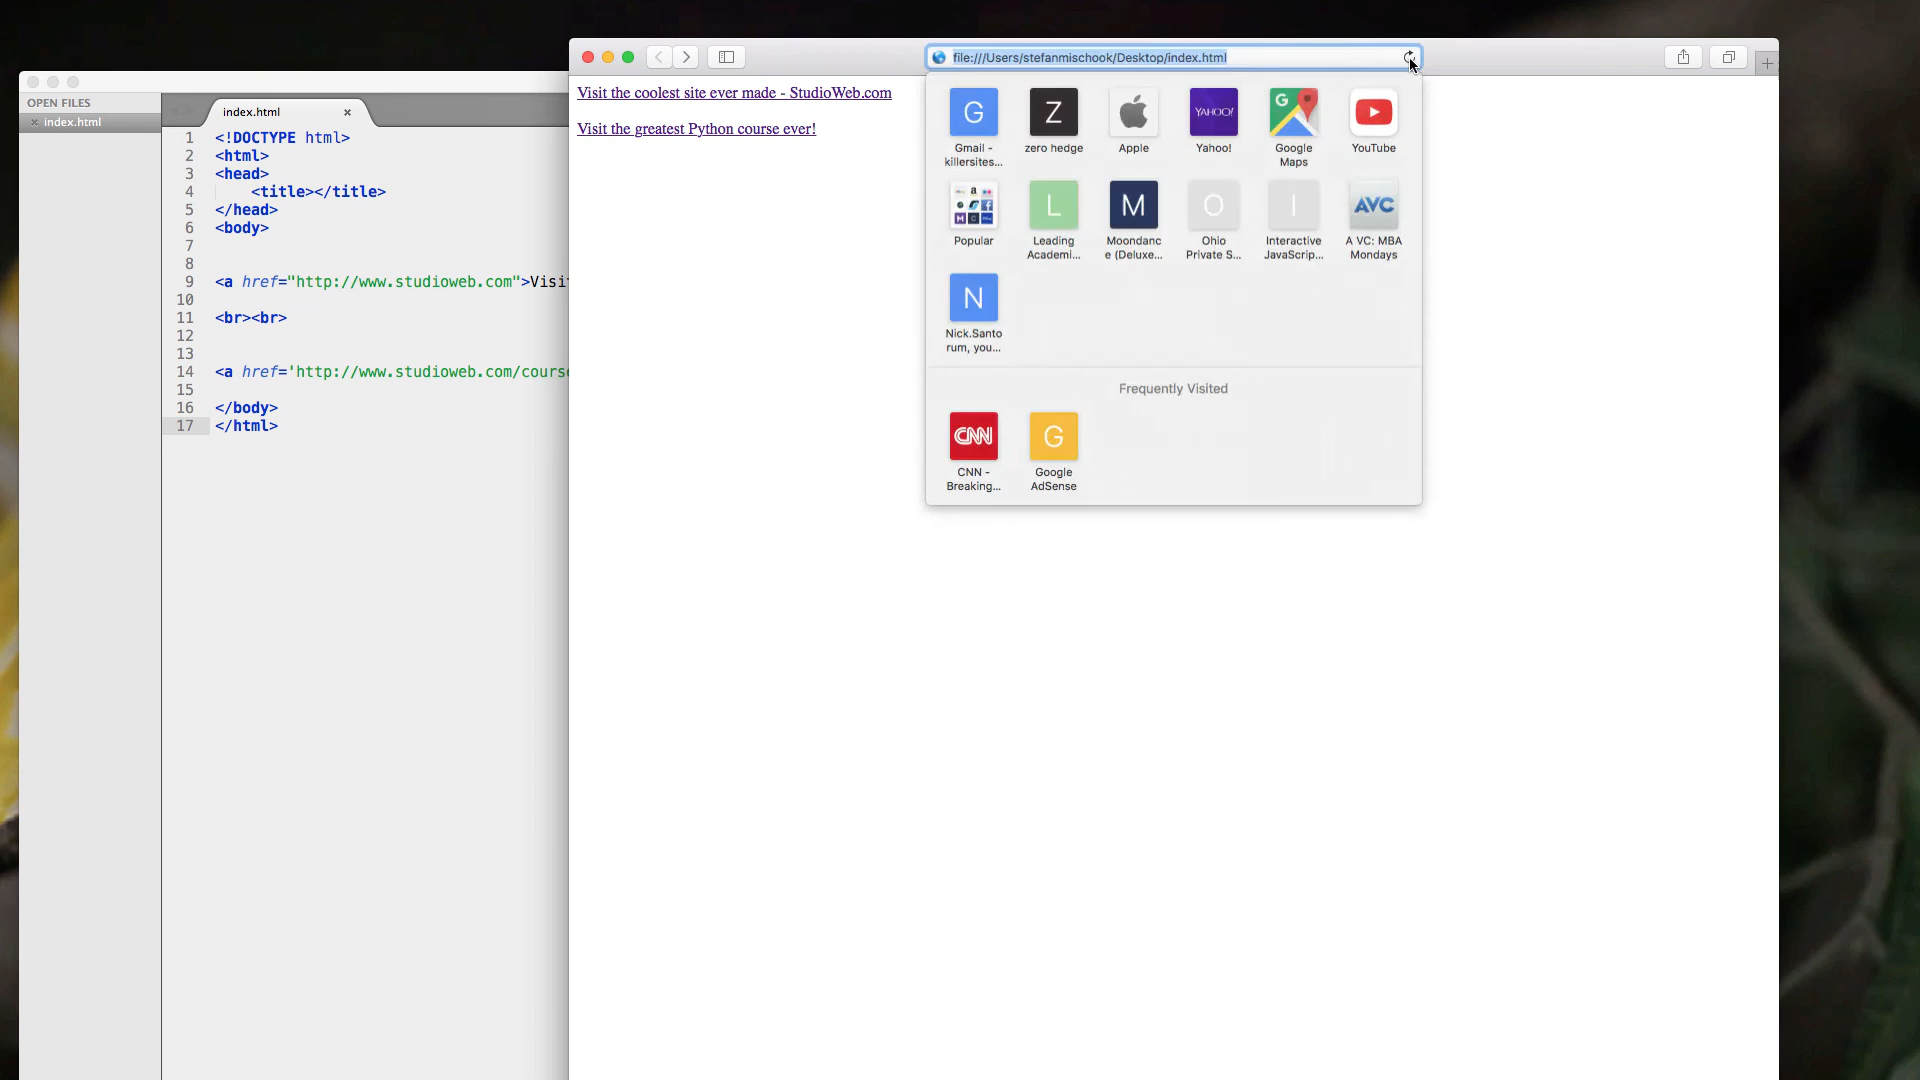 OPEN FILES
index.html
index.html
1 <!DOCTYPE html>
2 <html>
3 <head>
4 <title></title>
5 </head>
6 <body>
7
8
9 <a href="http://www.studioweb.com">Visi
10
11 <br><br>
12
13
14 <a href='http://www.studioweb.com/cours
15
16 </body>
17 </html>
file:///Users/stefanmischook/Desktop/index.html
Visit the coolest site ever made - StudioWeb.com
Visit the greatest Python course ever!
G
Gmail -
killersites...
Z
zero hedge
Apple
YAHOO!
Yahoo!
G
Google
Maps
YouTube
Popular
L
Leading
Academi...
M
Moondanc
e (Deluxe...
O
Ohio
Private S...
I
Interactive
JavaScrip...
AVC
A VC: MBA
Mondays
N
Nick.Santo
rum, you...
Frequently Visited
CNN
CNN -
Breaking...
G
Google
AdSense